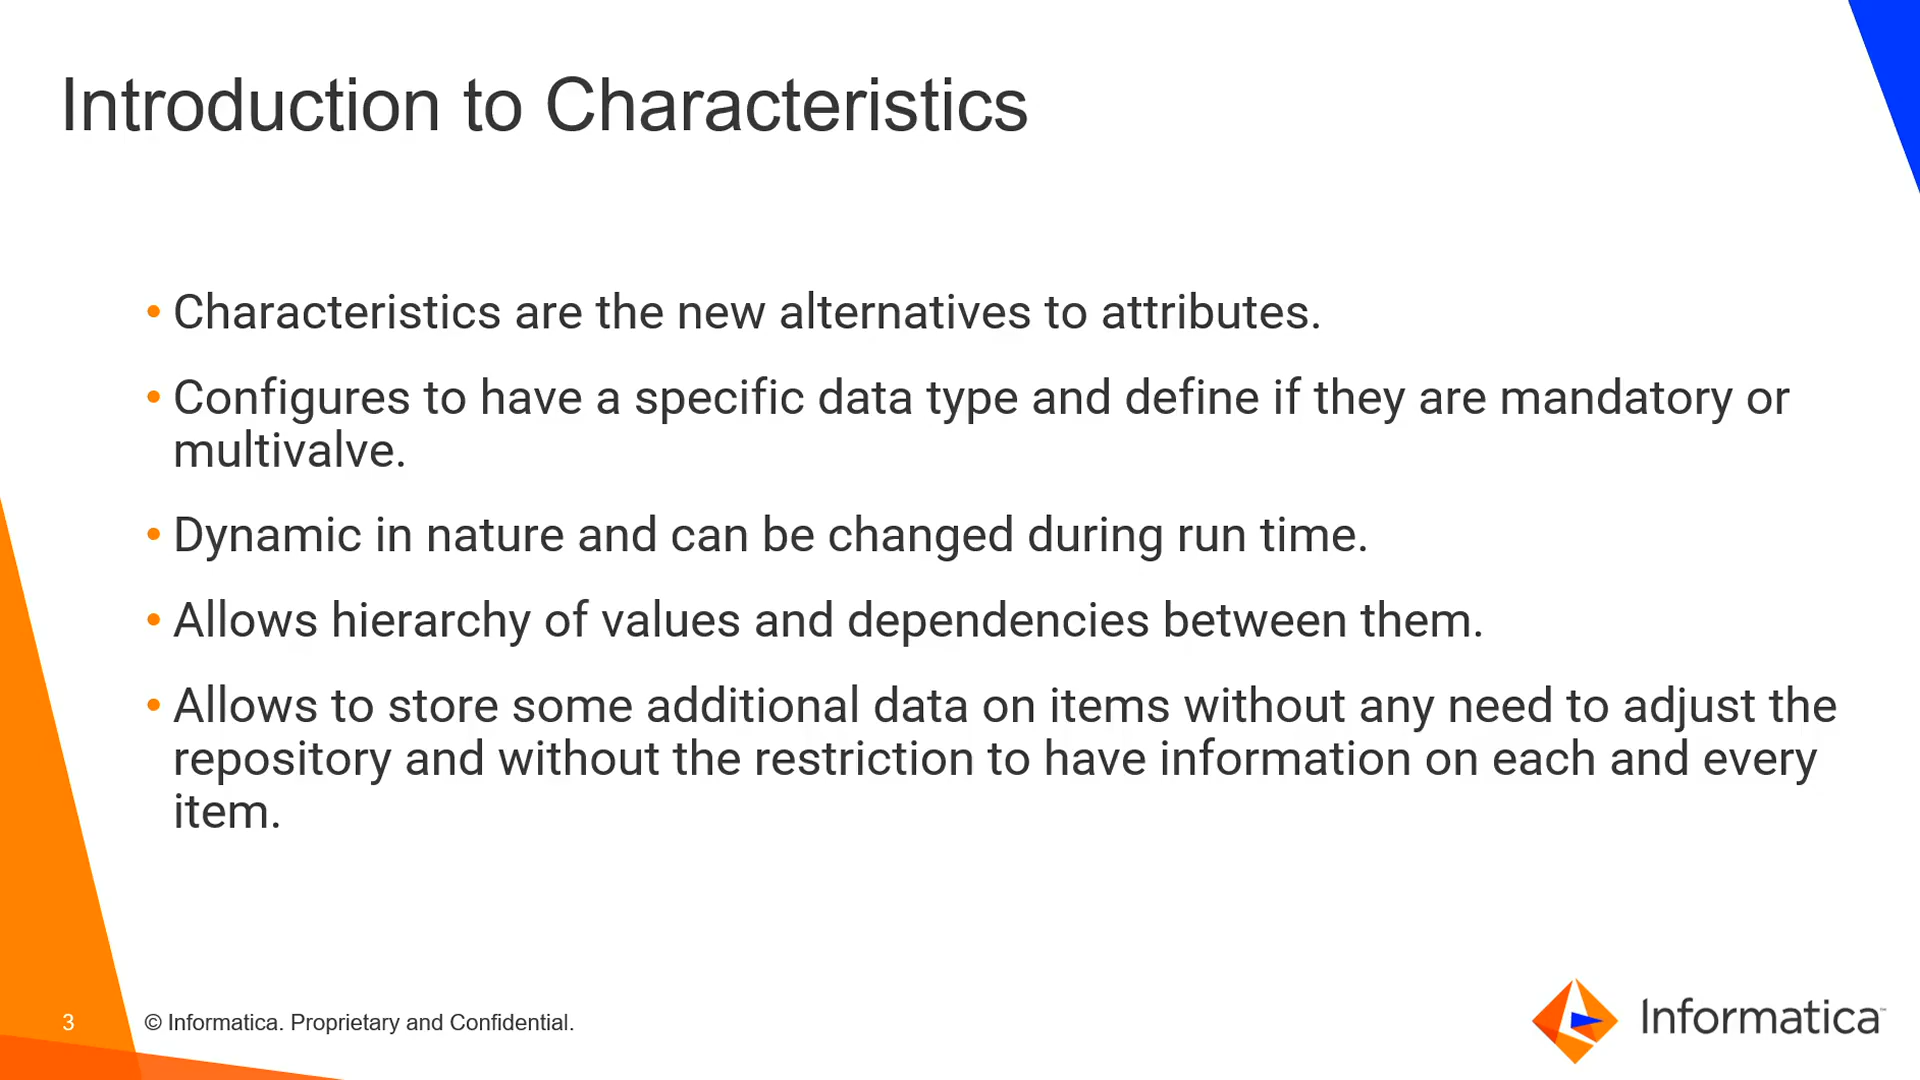 Introduction to Characteristics
• Characteristics are the new alternatives to attributes.
• Configures to have a specific data type and define if they are mandatory or
multivalve.
• Dynamic in nature and can be changed during run time.
• Allows hierarchy of values and dependencies between them.
• Allows to store some additional data on items without any need to adjust the
repository and without the restriction to have information on each and every
item.
3
© Informatica. Proprietary and Confidential.
Informatica™